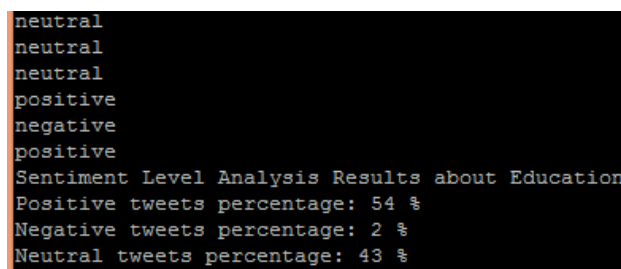 neutral
neutral
neutral
positive
negative
positive
Sentiment Level Analysis Results about Education
Positive tweets percentage: 54 %
Negative tweets percentage: 2 %
Neutral tweets percentage: 43 %